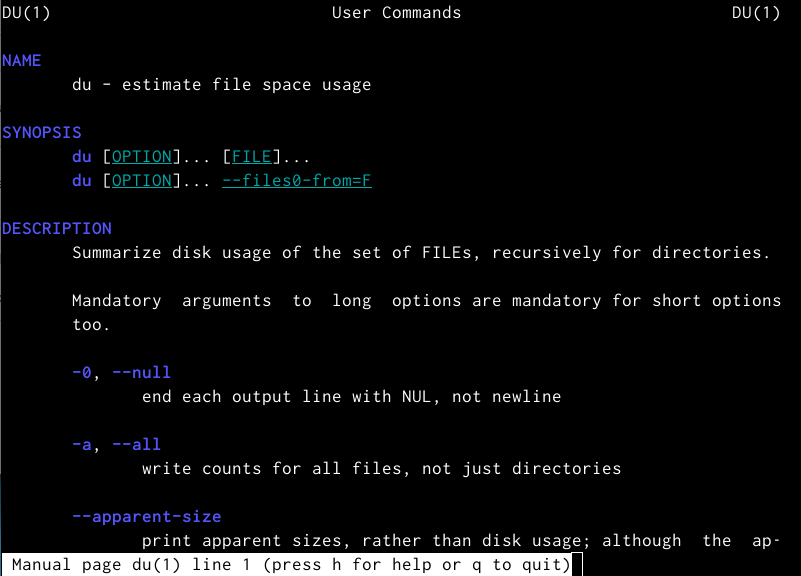 DU(1) User Commands DU(1)
NAME
du - estimate file space usage
SYNOPSIS
du [OPTION]... [FILE]...
du [OPTION]... --files0-from=F
DESCRIPTION
Summarize disk usage of the set of FILEs, recursively for directories.
Mandatory arguments to long options are mandatory for short options
too.
-0, --null
end each output line with NUL, not newline
-a, --all
write counts for all files, not just directories
--apparent-size
print apparent sizes, rather than disk usage; although the ap-
Manual page du(1) line 1 (press h for help or q to quit)